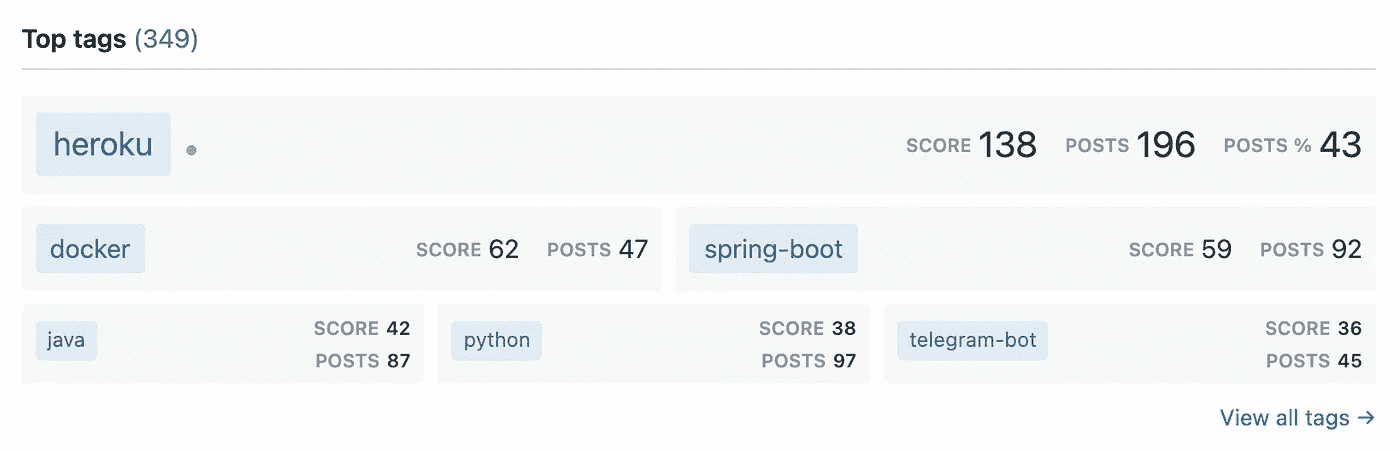 Top tags (349)
heroku SCORE 138 POSTS 196 POSTS % 43
docker SCORE 62 POSTS 47 spring-boot SCORE 59 POSTS 92
java SCORE 42 POSTS 87 python SCORE 38 POSTS 97 telegram-bot SCORE 36 POSTS 45
View all tags →